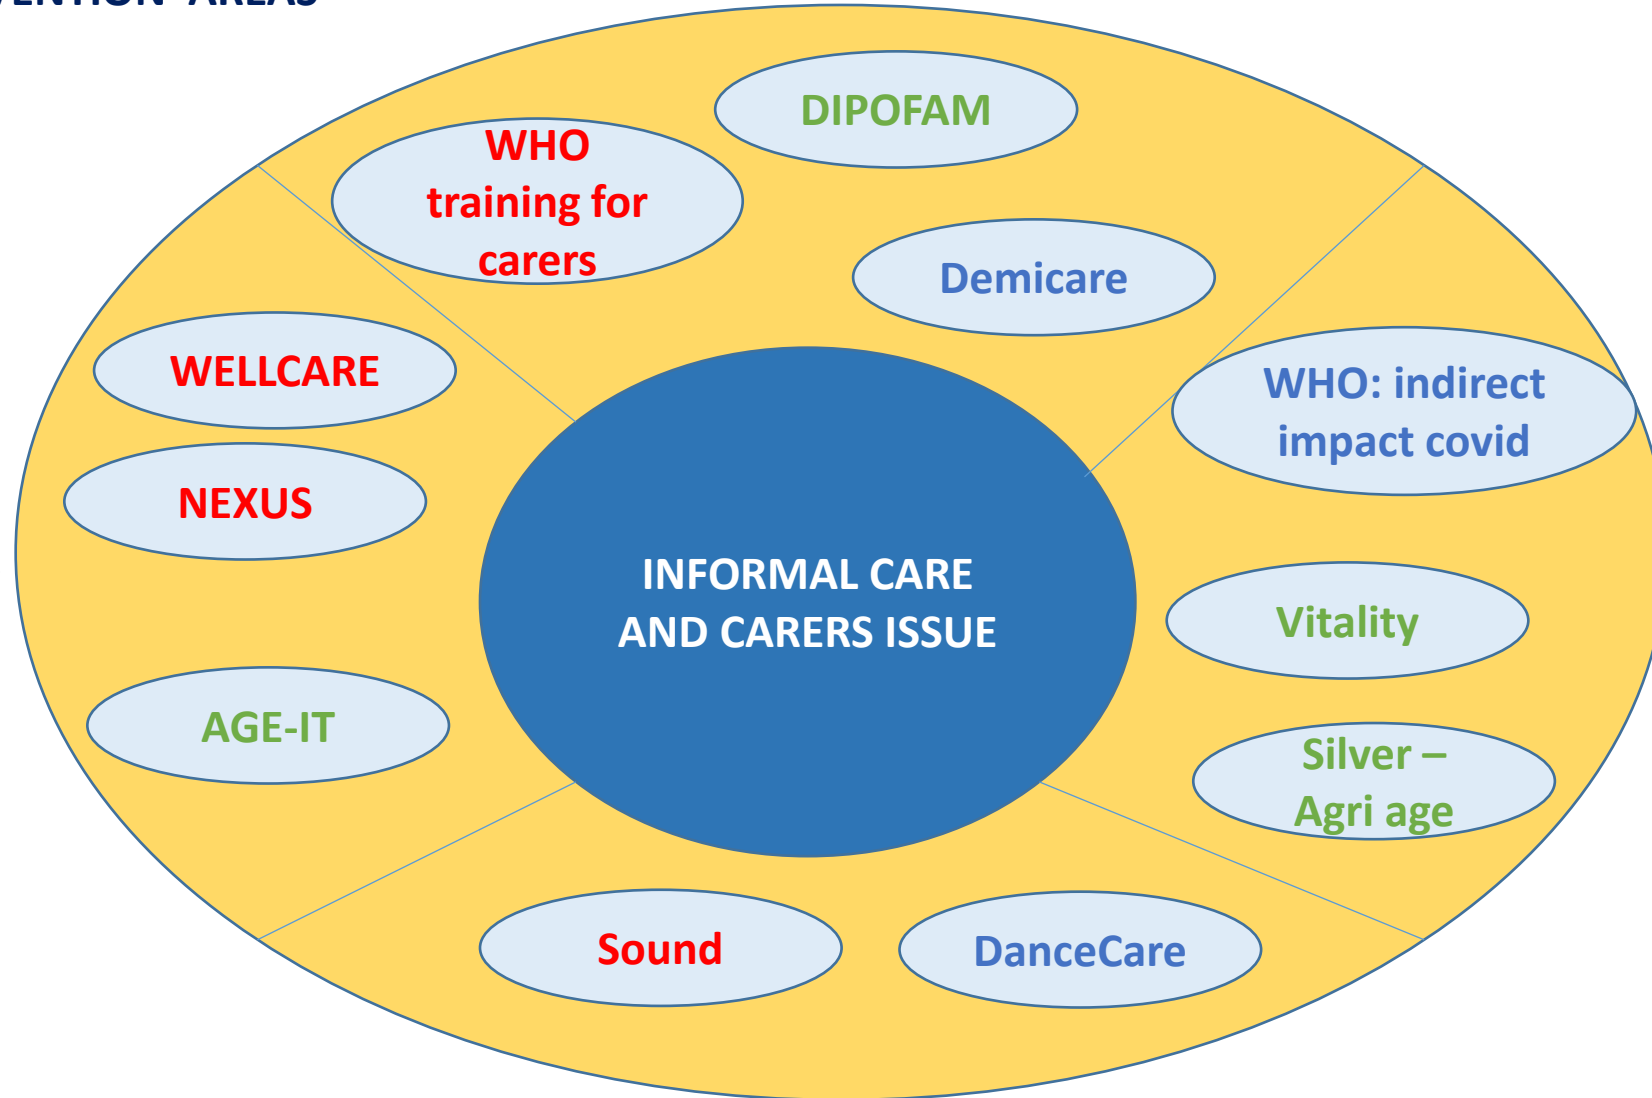 AREAS
DIPOFAM
WHO
training for
carers
Demicare
WELLCARE
WHO: indirect
impact covid
NEXUS
INFORMAL CARE
AND CARERS ISSUE
Vitality
AGE-IT
Silver –
Agri age
Sound
DanceCare